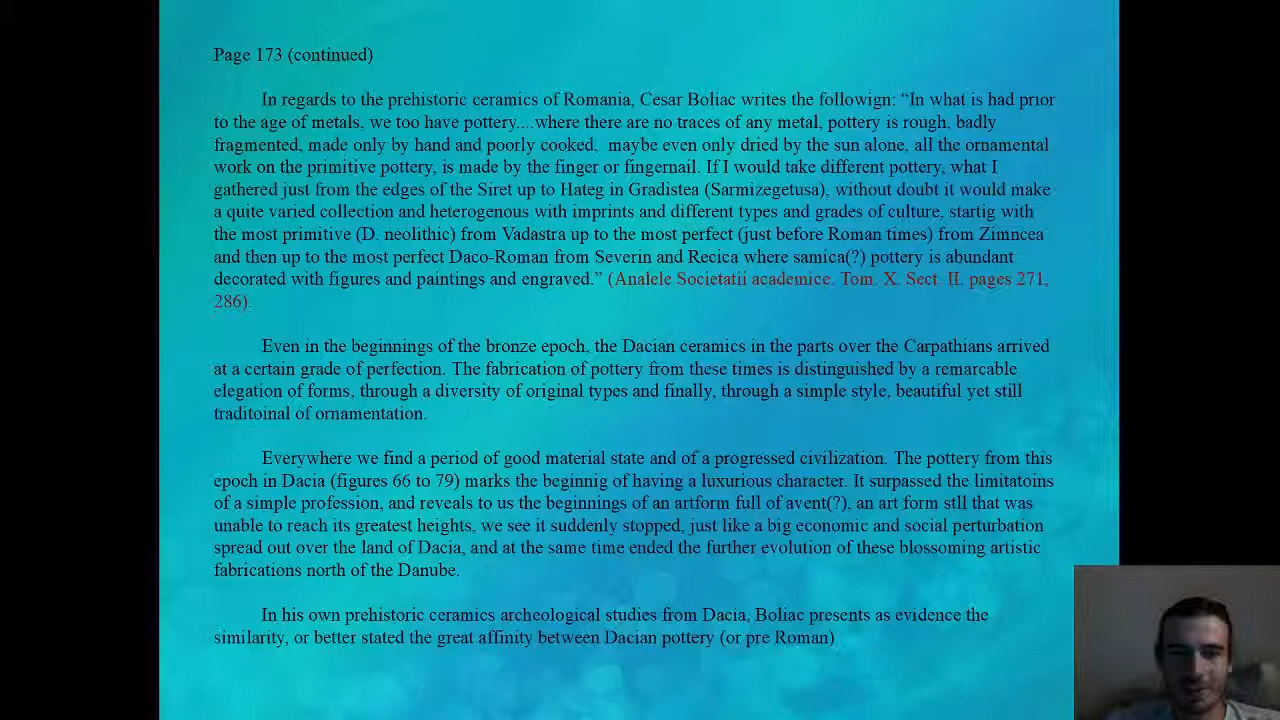 Page 173 (continued)
In regards to the prehistoric ceramics of Romania, Cesar Boliac writes the followign: “In what is had prior
to the age of metals, we too have pottery....where there are no traces of any metal, pottery is rough, badly
fragmented, made only by hand and poorly cooked, maybe even only dried by the sun alone, all the ornamental
work on the primitive pottery, is made by the finger or fingernail. If I would take different pottery, what I
gathered just from the edges of the Siret up to Hateg in Gradistea (Sarmizegetusa), without doubt it would make
a quite varied collection and heterogenous with imprints and different types and grades of culture, startig with
the most primitive (D. neolithic) from Vadastra up to the most perfect (just before Roman times) from Zimncea
and then up to the most perfect Daco-Roman from Severin and Recica where samica(?) pottery is abundant
decorated with figures and paintings and engraved.” (Analele Societatii academice. Tom. X. Sect. II. pages 271,
286).
Even in the beginnings of the bronze epoch, the Dacian ceramics in the parts over the Carpathians arrived
at a certain grade of perfection. The fabrication of pottery from these times is distinguished by a remarcable
elegation of forms, through a diversity of original types and finally, through a simple style, beautiful yet still
traditoinal of ornamentation.
Everywhere we find a period of good material state and of a progressed civilization. The pottery from this
epoch in Dacia (figures 66 to 79) marks the beginnig of having a luxurious character. It surpassed the limitatoins
of a simple profession, and reveals to us the beginnings of an artform full of avent(?), an art form stll that was
unable to reach its greatest heights, we see it suddenly stopped, just like a big economic and social perturbation
spread out over the land of Dacia, and at the same time ended the further evolution of these blossoming artistic
fabrications north of the Danube.
In his own prehistoric ceramics archeological studies from Dacia, Boliac presents as evidence the
similarity, or better stated the great affinity between Dacian pottery (or pre Roman)